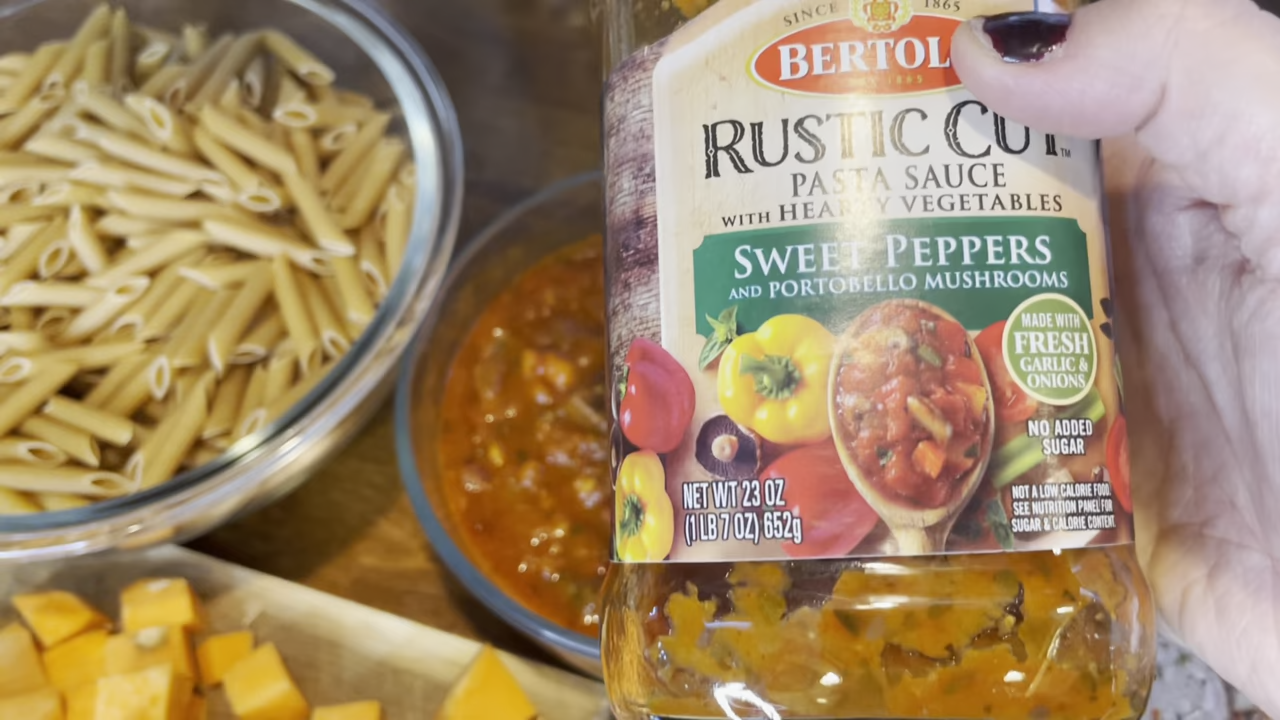 SINCE 1865
BERTOL
RUSTIC CUT™
PASTA SAUCE
WITH HEARTY VEGETABLES
SWEET PEPPERS
AND PORTOBELLO MUSHROOMS
MADE WITH
FRESH
GARLIC &
ONIONS
NO ADDED
SUGAR
NET WT 23 OZ
(1 LB 7 OZ) 652g
NOT A LOW CALORIE FOOD.
SEE NUTRITION PANEL FOR
SUGAR & CALORIE CONTENT.